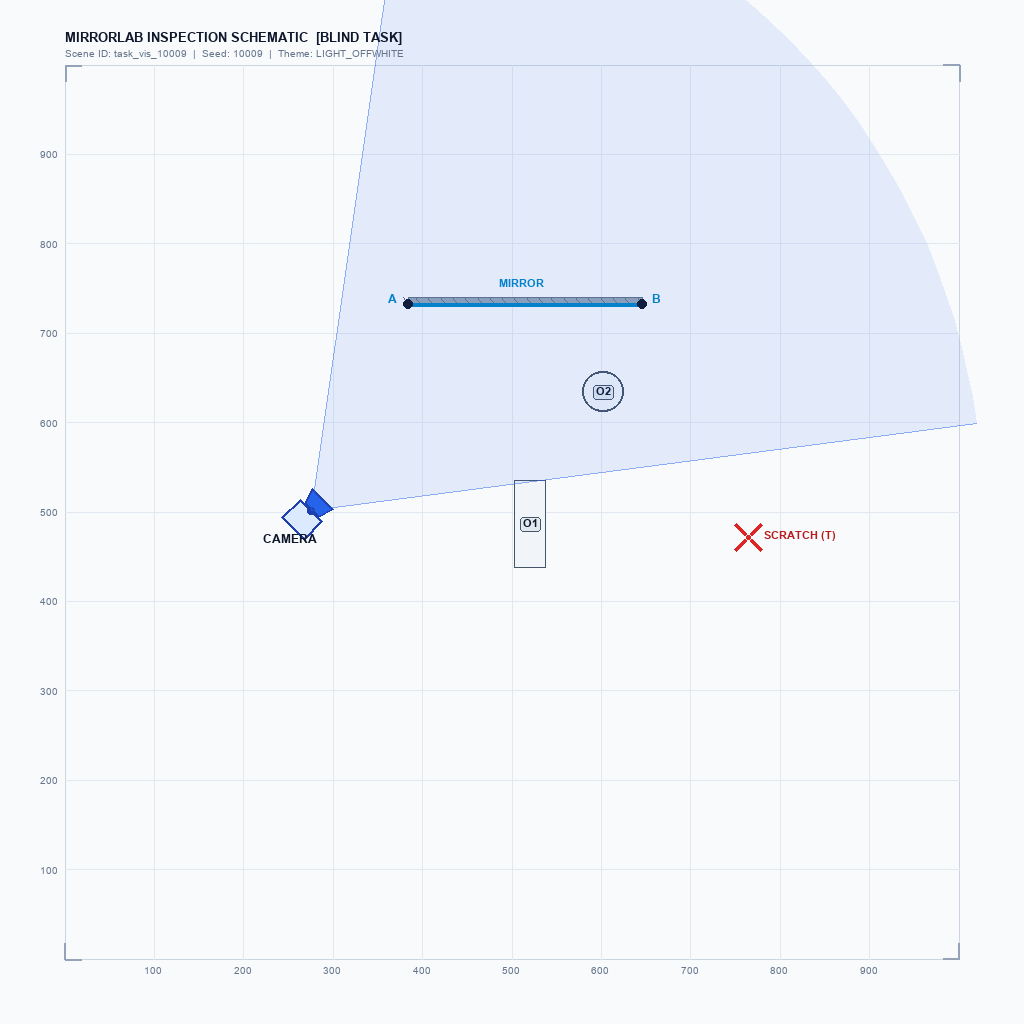 MIRRORLAB INSPECTION SCHEMATIC [BLIND TASK]
Scene ID: task_vis_10009 | Seed: 10009 | Theme: LIGHT_OFFWHITE
900
800
MIRROR
A
B
700
O2
600
500
O1
SCRATCH (T)
CAMERA
400
300
200
100
100 200 300 400 500 600 700 800 900